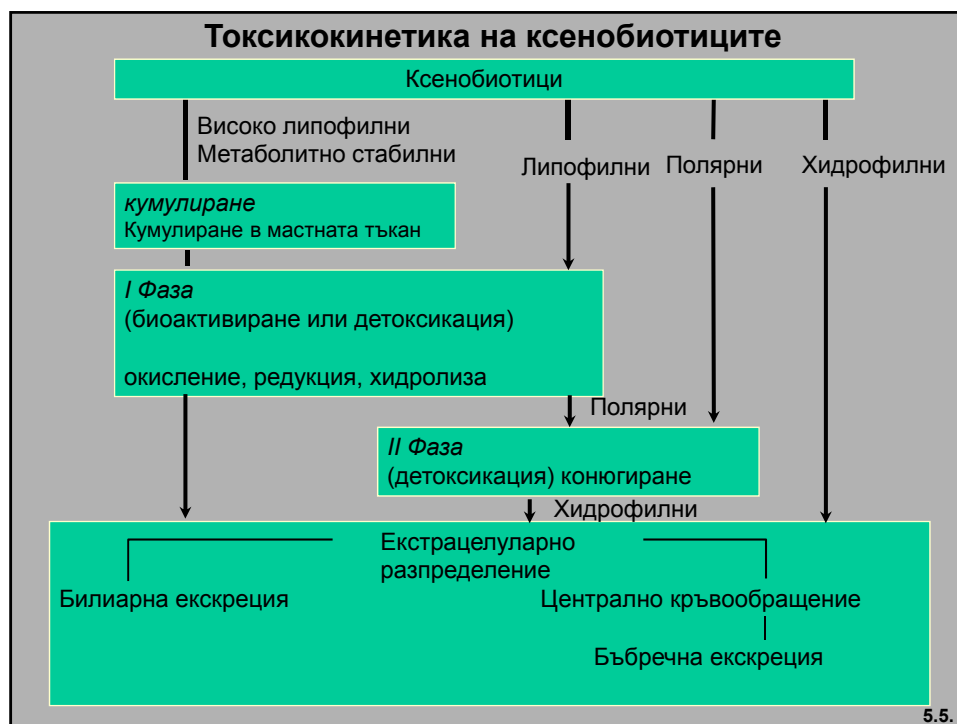 Токсикокинетика на ксенобиотиците
Ксенобиотици
Високо липофилни
Метаболитно стабилни
Липофилни
Полярни
Хидрофилни
кумулиране
Кумулиране в мастната тъкан
I Фаза
(биоактивиране или детоксикация)
окисление, редукция, хидролиза
Полярни
II Фаза
(детоксикация) конюгиране
Хидрофилни
Екстрацелуларно
разпределение
Билиарна екскреция
Централно кръвообращение
Бъбречна екскреция
5.5.